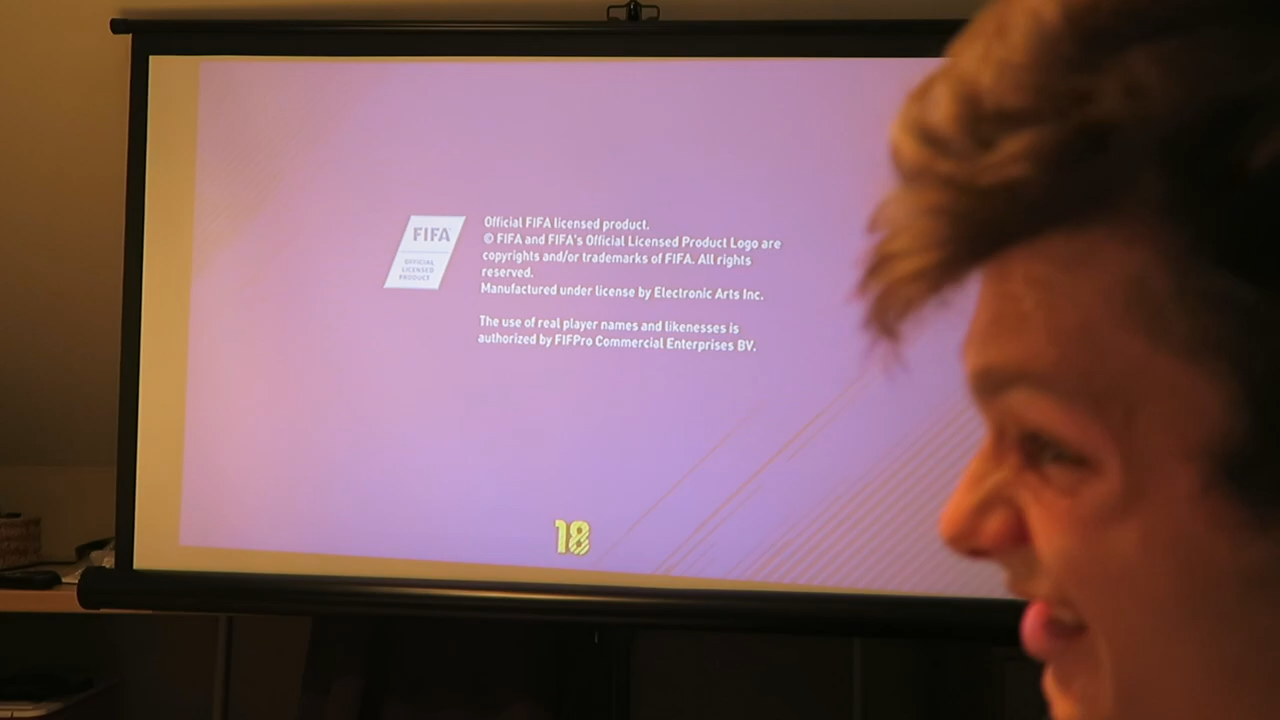 FIFA
OFFICIAL
LICENSED
PRODUCT
Official FIFA licensed product.
© FIFA and FIFA's Official Licensed Product Logo are
copyrights and/or trademarks of FIFA. All rights
reserved.
Manufactured under license by Electronic Arts Inc.
The use of real player names and likenesses is
authorized by FIFPro Commercial Enterprises BV.
18